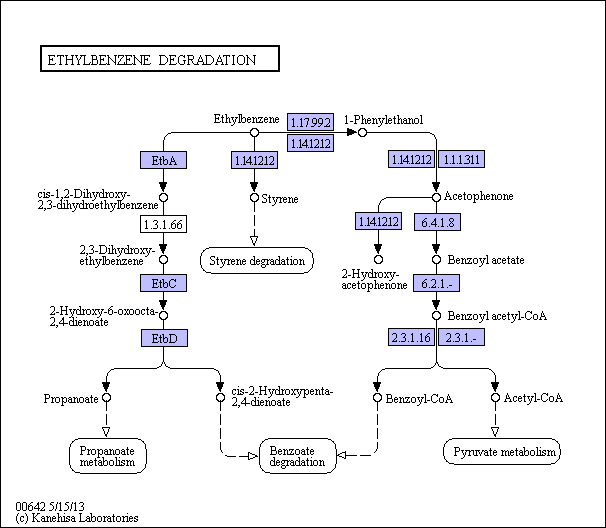 ETHYLBENZENE DEGRADATION
Ethylbenzene
1.17.99.2
1-Phenylethanol
1.14.12.12
EtbA
1.14.12.12
1.14.12.12
1.1.1.311
cis-1,2-Dihydroxy-
2,3-dihydroethylbenzene
Styrene
Acetophenone
1.3.1.66
1.14.12.12
6.4.1.8
2,3-Dihydroxy-
ethylbenzene
Styrene degradation
2-Hydroxy-
acetophenone
Benzoyl acetate
EtbC
6.2.1.-
2-Hydroxy-6-oxoocta-
2,4-dienoate
Benzoyl acetyl-CoA
EtbD
2.3.1.16
2.3.1.-
Propanoate
cis-2-Hydroxypenta-
2,4-dienoate
Benzoyl-CoA
Acetyl-CoA
Propanoate
metabolism
Benzoate
degradation
Pyruvate metabolism
00642 5/15/13
(c) Kanehisa Laboratories